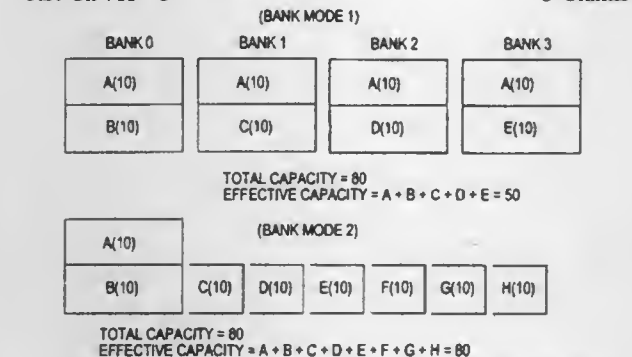 (BANK MODE 1)
BANK 0 BANK 1 BANK 2 BANK 3
A(10) A(10) A(10) A(10)
B(10) C(10) D(10) E(10)
TOTAL CAPACITY = 80
EFFECTIVE CAPACITY = A + B + C + D + E = 50
(BANK MODE 2)
A(10)
B(10) C(10) D(10) E(10) F(10) G(10) H(10)
TOTAL CAPACITY = 80
EFFECTIVE CAPACITY = A + B + C + D + E + F + G + H = 80